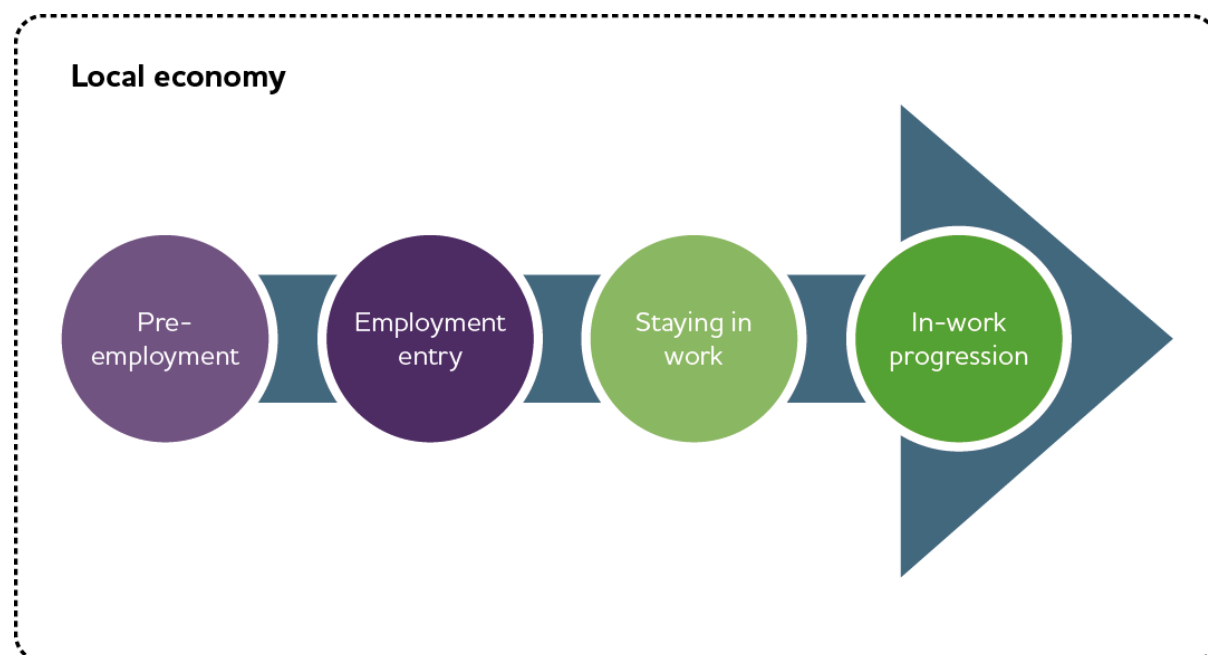 Local economy
Pre-
employment
Employment
entry
Staying in
work
In-work
progression